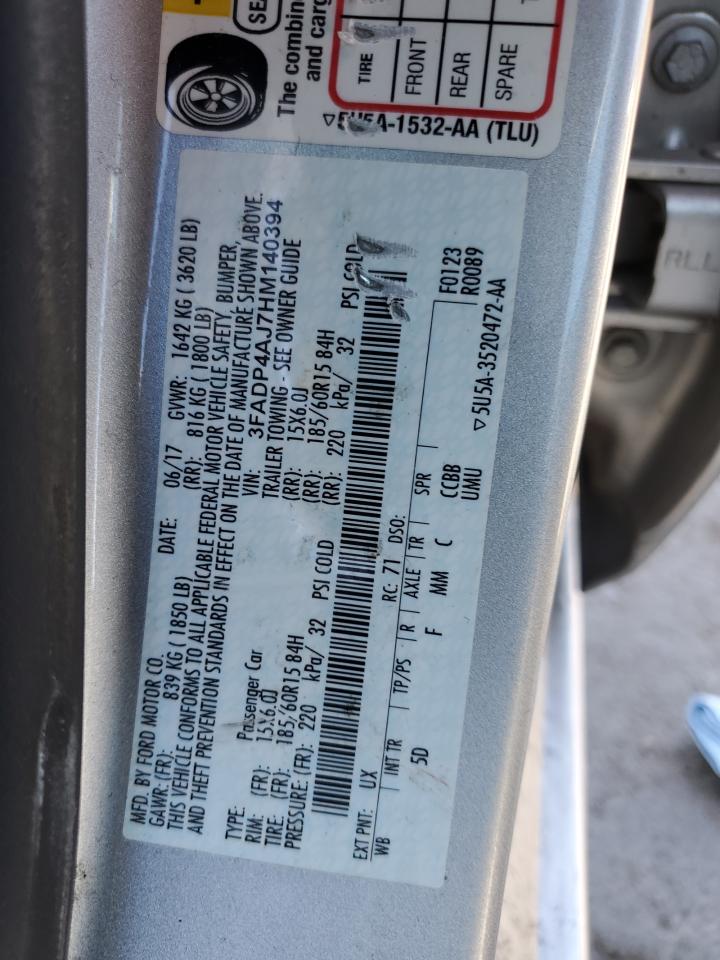 SE
The combin
and carg
TIRE
FRONT
REAR
SPARE
▽5U5A-1532-AA (TLU)
MFD. BY FORD MOTOR CO. DATE: 06/17 GVWR: 1642 KG ( 3620 LB)
GAWR: (FR): 839 KG ( 1850 LB) (RR): 816 KG ( 1800 LB)
THIS VEHICLE CONFORMS TO ALL APPLICABLE FEDERAL MOTOR VEHICLE SAFETY, BUMPER,
AND THEFT PREVENTION STANDARDS IN EFFECT ON THE DATE OF MANUFACTURE SHOWN ABOVE.
VIN: 3FADP4AJ7HM140394
TYPE: Passenger Car TRAILER TOWING - SEE OWNER GUIDE
RIM: (FR): 15X6.0J (RR): 15X6.0J
TIRE: (FR): 185/60R15 84H (RR): 185/60R15 84H
PRESSURE: (FR): 220 kPa/ 32 PSI COLD (RR): 220 kPa/ 32 PSI COLD
EXT PNT: UX RC: 71 DSO: F0123
R0089
WB INT TR TP/PS R AXLE TR SPR
5D F MM C CCBB
UMU
▽5U5A-3520472-AA
RLL